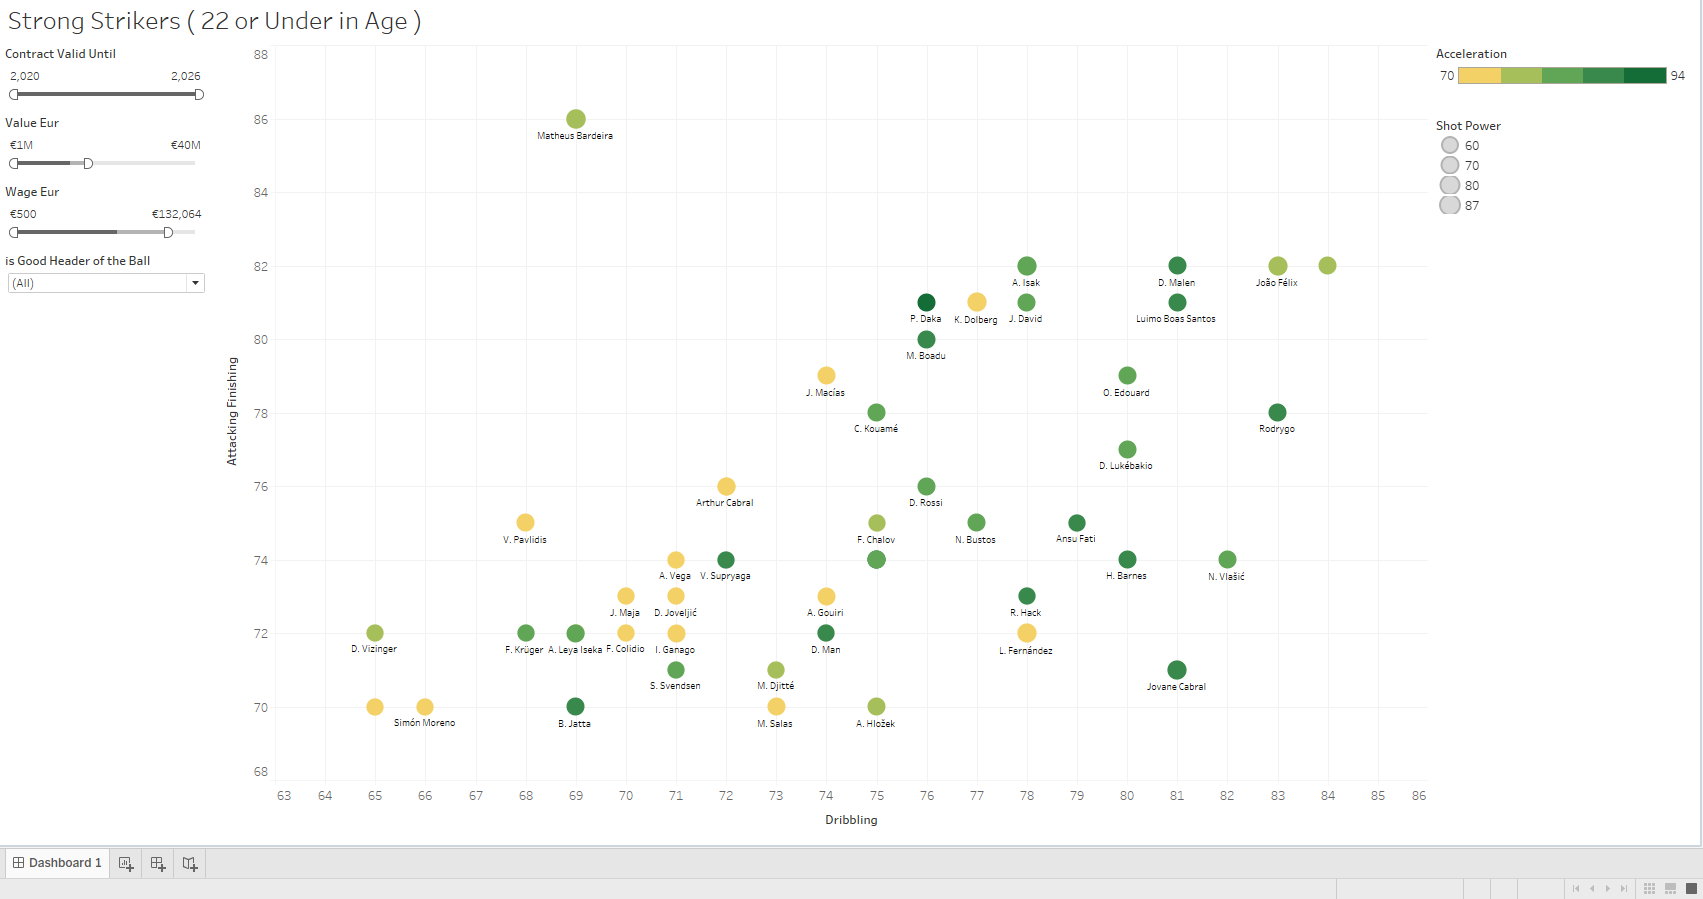 Strong Strikers ( 22 or Under in Age )
Contract Valid Until
2,020 2,026
Value Eur
€1M €40M
Wage Eur
€500 €132,064
is Good Header of the Ball
(All)
Attacking Finishing
88
86
84
82
80
78
76
74
72
70
68
Matheus Bardeira
A. Isak
D. Malen
João Félix
P. Daka
K. Dolberg
J. David
Luimo Boas Santos
M. Boadu
J. Macías
O. Edouard
C. Kouamé
Rodrygo
D. Lukébakio
Arthur Cabral
D. Rossi
V. Pavlidis
F. Chalov
N. Bustos
Ansu Fati
A. Vega
V. Supryaga
H. Barnes
N. Vlašić
J. Maja
D. Joveljić
A. Gouiri
R. Hack
D. Vizinger
F. Krüger
A. Leya Iseka
F. Colidio
I. Ganago
D. Man
L. Fernández
S. Svendsen
M. Djitté
Jovane Cabral
Simón Moreno
B. Jatta
M. Salas
A. Hložek
63 64 65 66 67 68 69 70 71 72 73 74 75 76 77 78 79 80 81 82 83 84 85 86
Dribbling
Acceleration
70 94
Shot Power
60
70
80
87
Dashboard 1